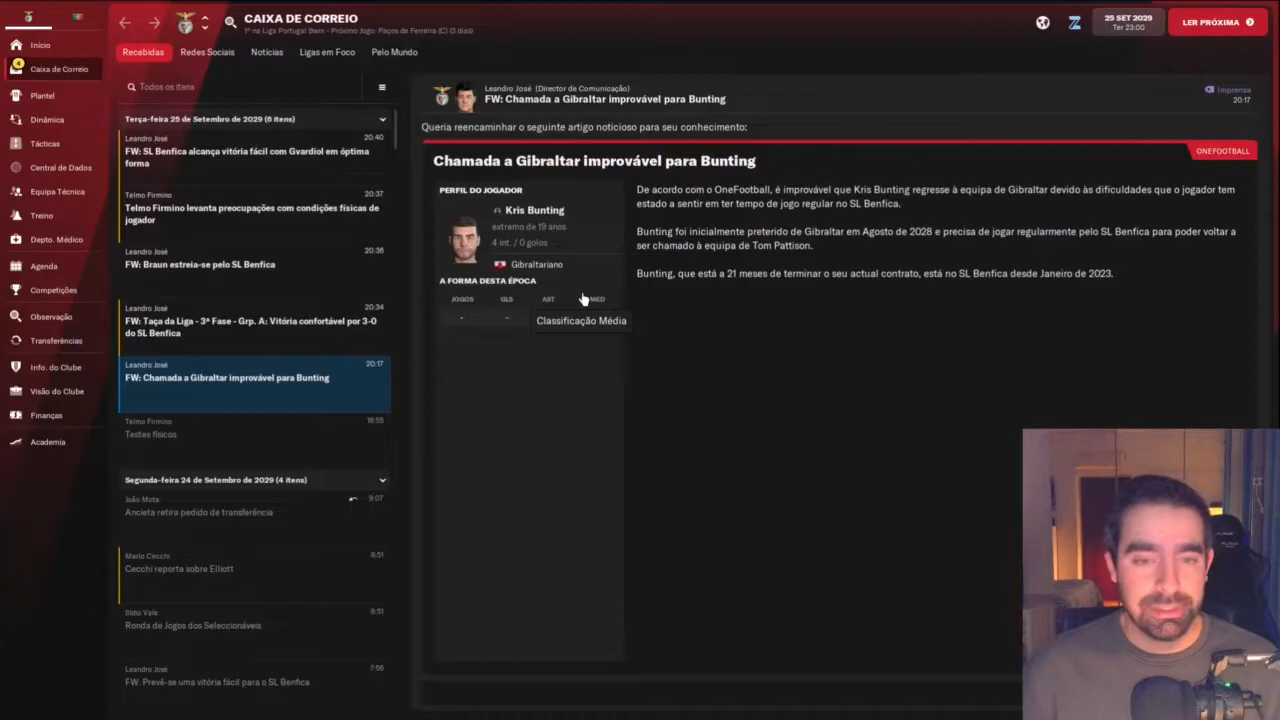 CAIXA DE CORREIO
1º na Liga Portugal Bwin - Próximo Jogo: Paços de Ferreira (C) (3 dias)
25 SET 2029
Ter 23:00
LER PRÓXIMA
Início
4
Caixa de Correio
Plantel
Dinâmica
Tácticas
Central de Dados
Equipa Técnica
Treino
Depto. Médico
Agenda
Competições
Observação
Transferências
Info. do Clube
Visão do Clube
Finanças
Academia
Recebidas
Redes Sociais
Notícias
Ligas em Foco
Pelo Mundo
Todos os itens
Terça-feira 25 de Setembro de 2029 (6 itens)
Leandro José
20:40
FW: SL Benfica alcança vitória fácil com Gvardiol em óptima
forma
Telmo Firmino
20:37
Telmo Firmino levanta preocupações com condições físicas de
jogador
Leandro José
20:36
FW: Braun estreia-se pelo SL Benfica
Leandro José
20:34
FW: Taça da Liga - 3ª Fase - Grp. A: Vitória confortável por 3-0
do SL Benfica
Leandro José
20:17
FW: Chamada a Gibraltar improvável para Bunting
Telmo Firmino
18:55
Testes físicos
Segunda-feira 24 de Setembro de 2029 (4 itens)
João Mota
9:07
Ancieta retira pedido de transferência
Mario Cecchi
8:51
Cecchi reporta sobre Elliott
Ilídio Vale
8:51
Ronda de Jogos dos Seleccionáveis
Leandro José
7:56
FW: Prevê-se uma vitória fácil para o SL Benfica
Leandro José (Director de Comunicação)
FW: Chamada a Gibraltar improvável para Bunting
Imprensa
20:17
Queria reencaminhar o seguinte artigo noticioso para seu conhecimento:
ONEFOOTBALL
Chamada a Gibraltar improvável para Bunting
PERFIL DO JOGADOR
Kris Bunting
extremo de 19 anos
4 int. / 0 golos
Gibraltariano
A FORMA DESTA ÉPOCA
JOGOS
GLS
AST
MED
-
-
Classificação Média
De acordo com o OneFootball, é improvável que Kris Bunting regresse à equipa de Gibraltar devido às dificuldades que o jogador tem
estado a sentir em ter tempo de jogo regular no SL Benfica.
Bunting foi inicialmente preterido de Gibraltar em Agosto de 2028 e precisa de jogar regularmente pelo SL Benfica para poder voltar a
ser chamado à equipa de Tom Pattison.
Bunting, que está a 21 meses de terminar o seu actual contrato, está no SL Benfica desde Janeiro de 2023.